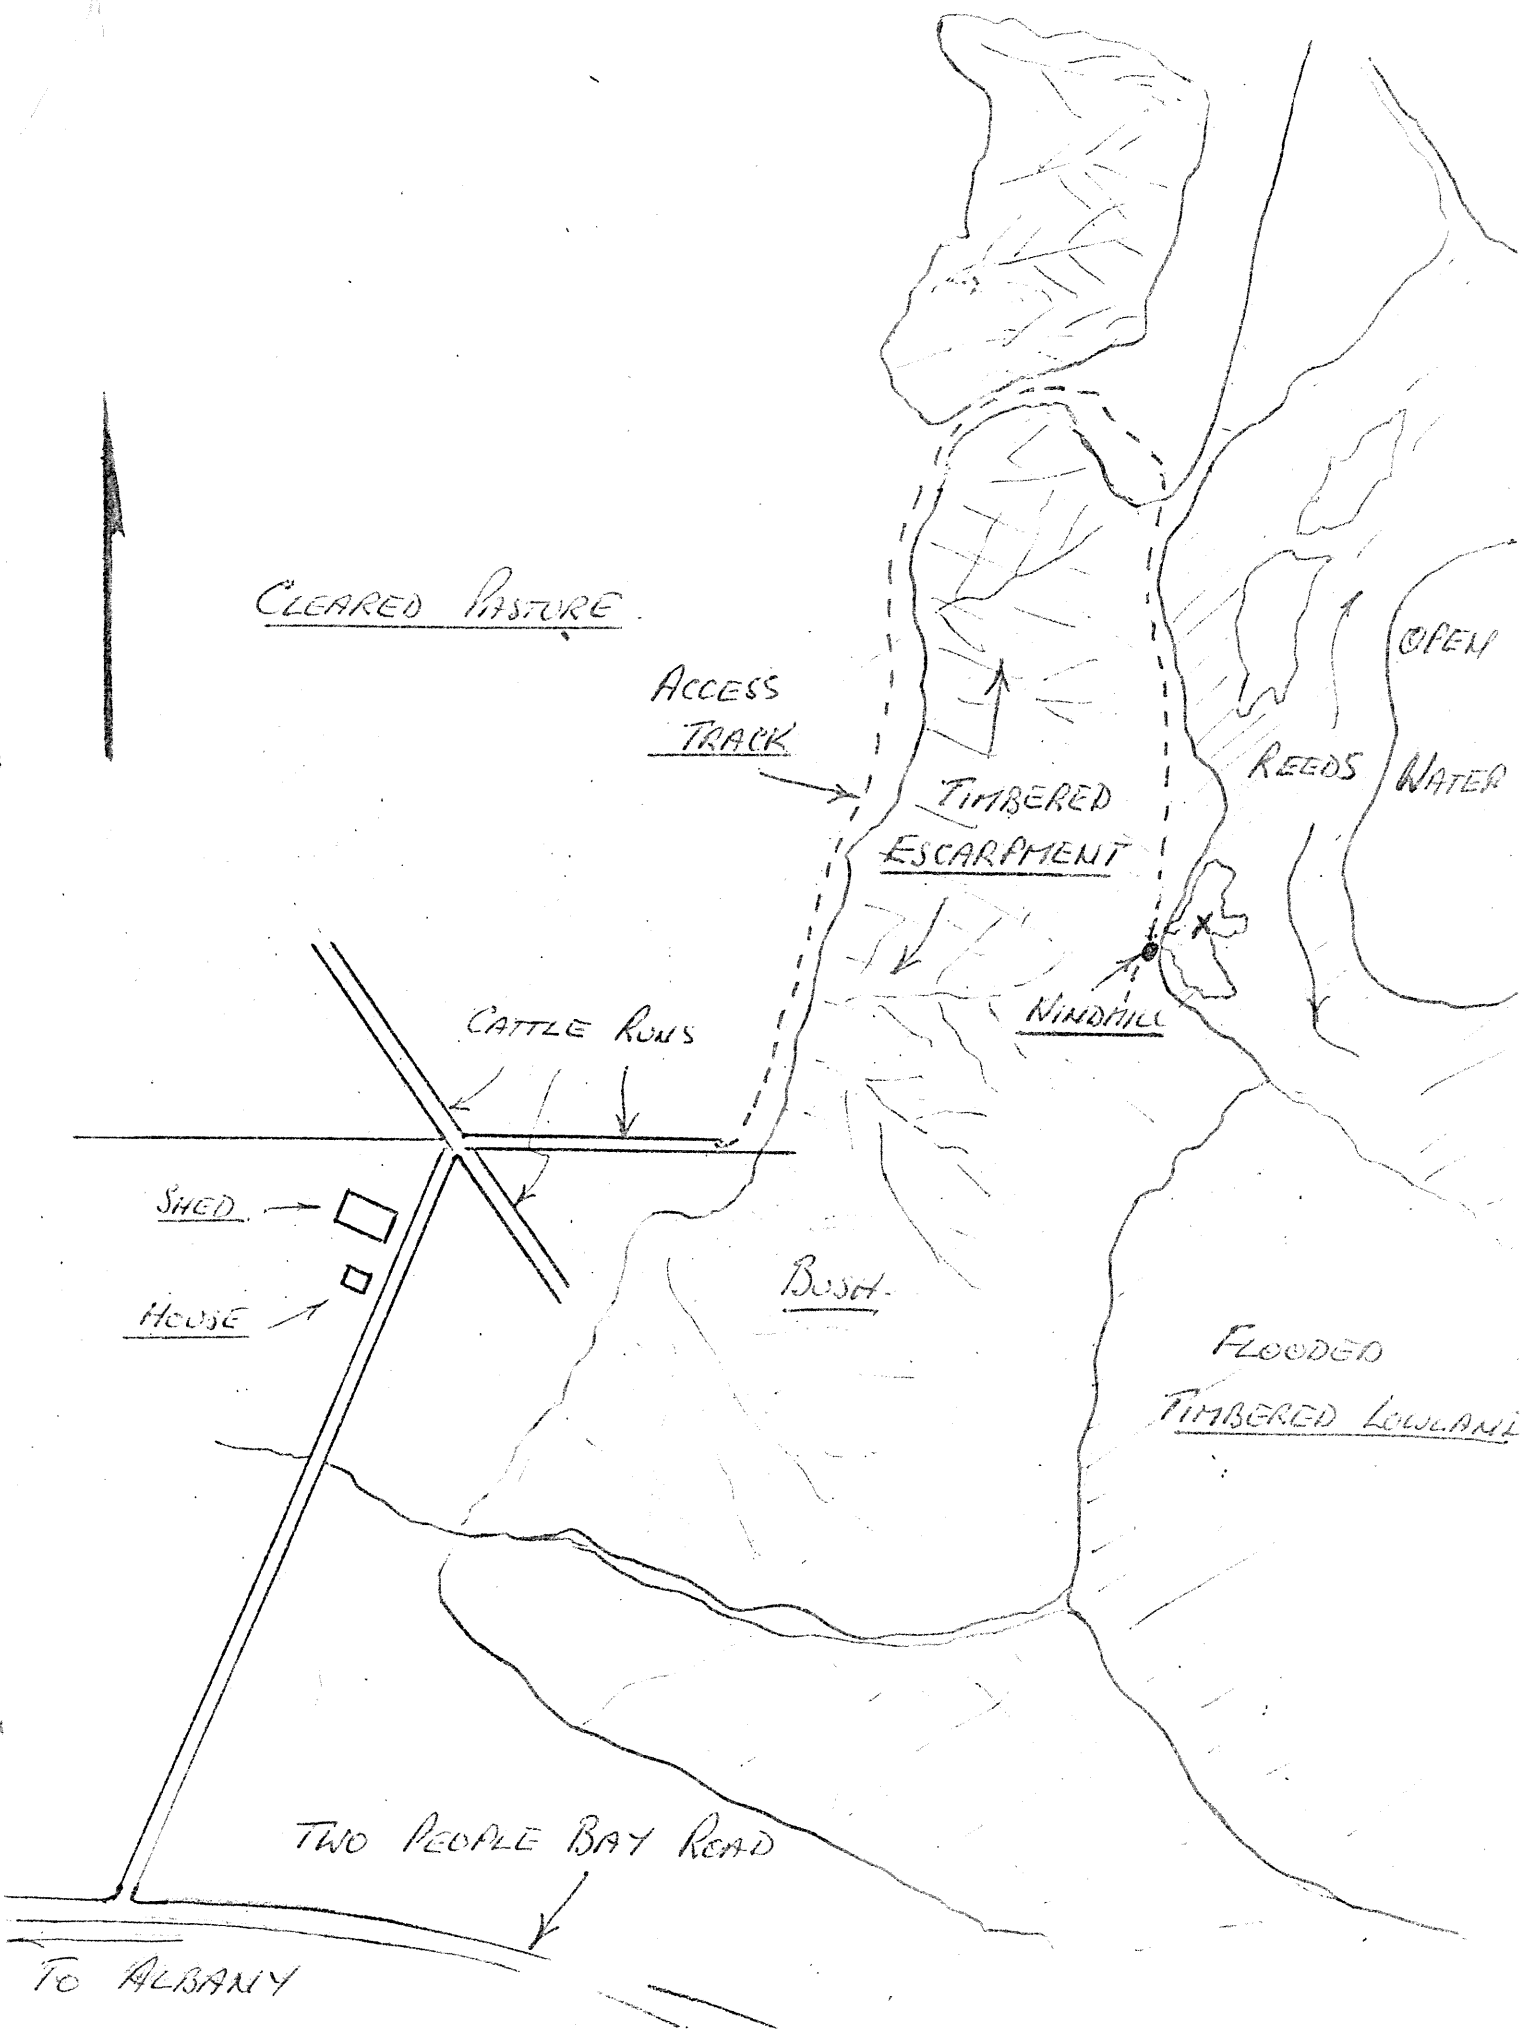 CLEARED PASTURE
ACCESS
TRACK
OPEN
REEDS
WATER
TIMBERED
ESCARPMENT
X
WINDMILL
CATTLE RUNS
SHED
HOUSE
BUSH
FLOODED
TIMBERED LOWLAND
TWO PEOPLE BAY ROAD
TO ALBANY